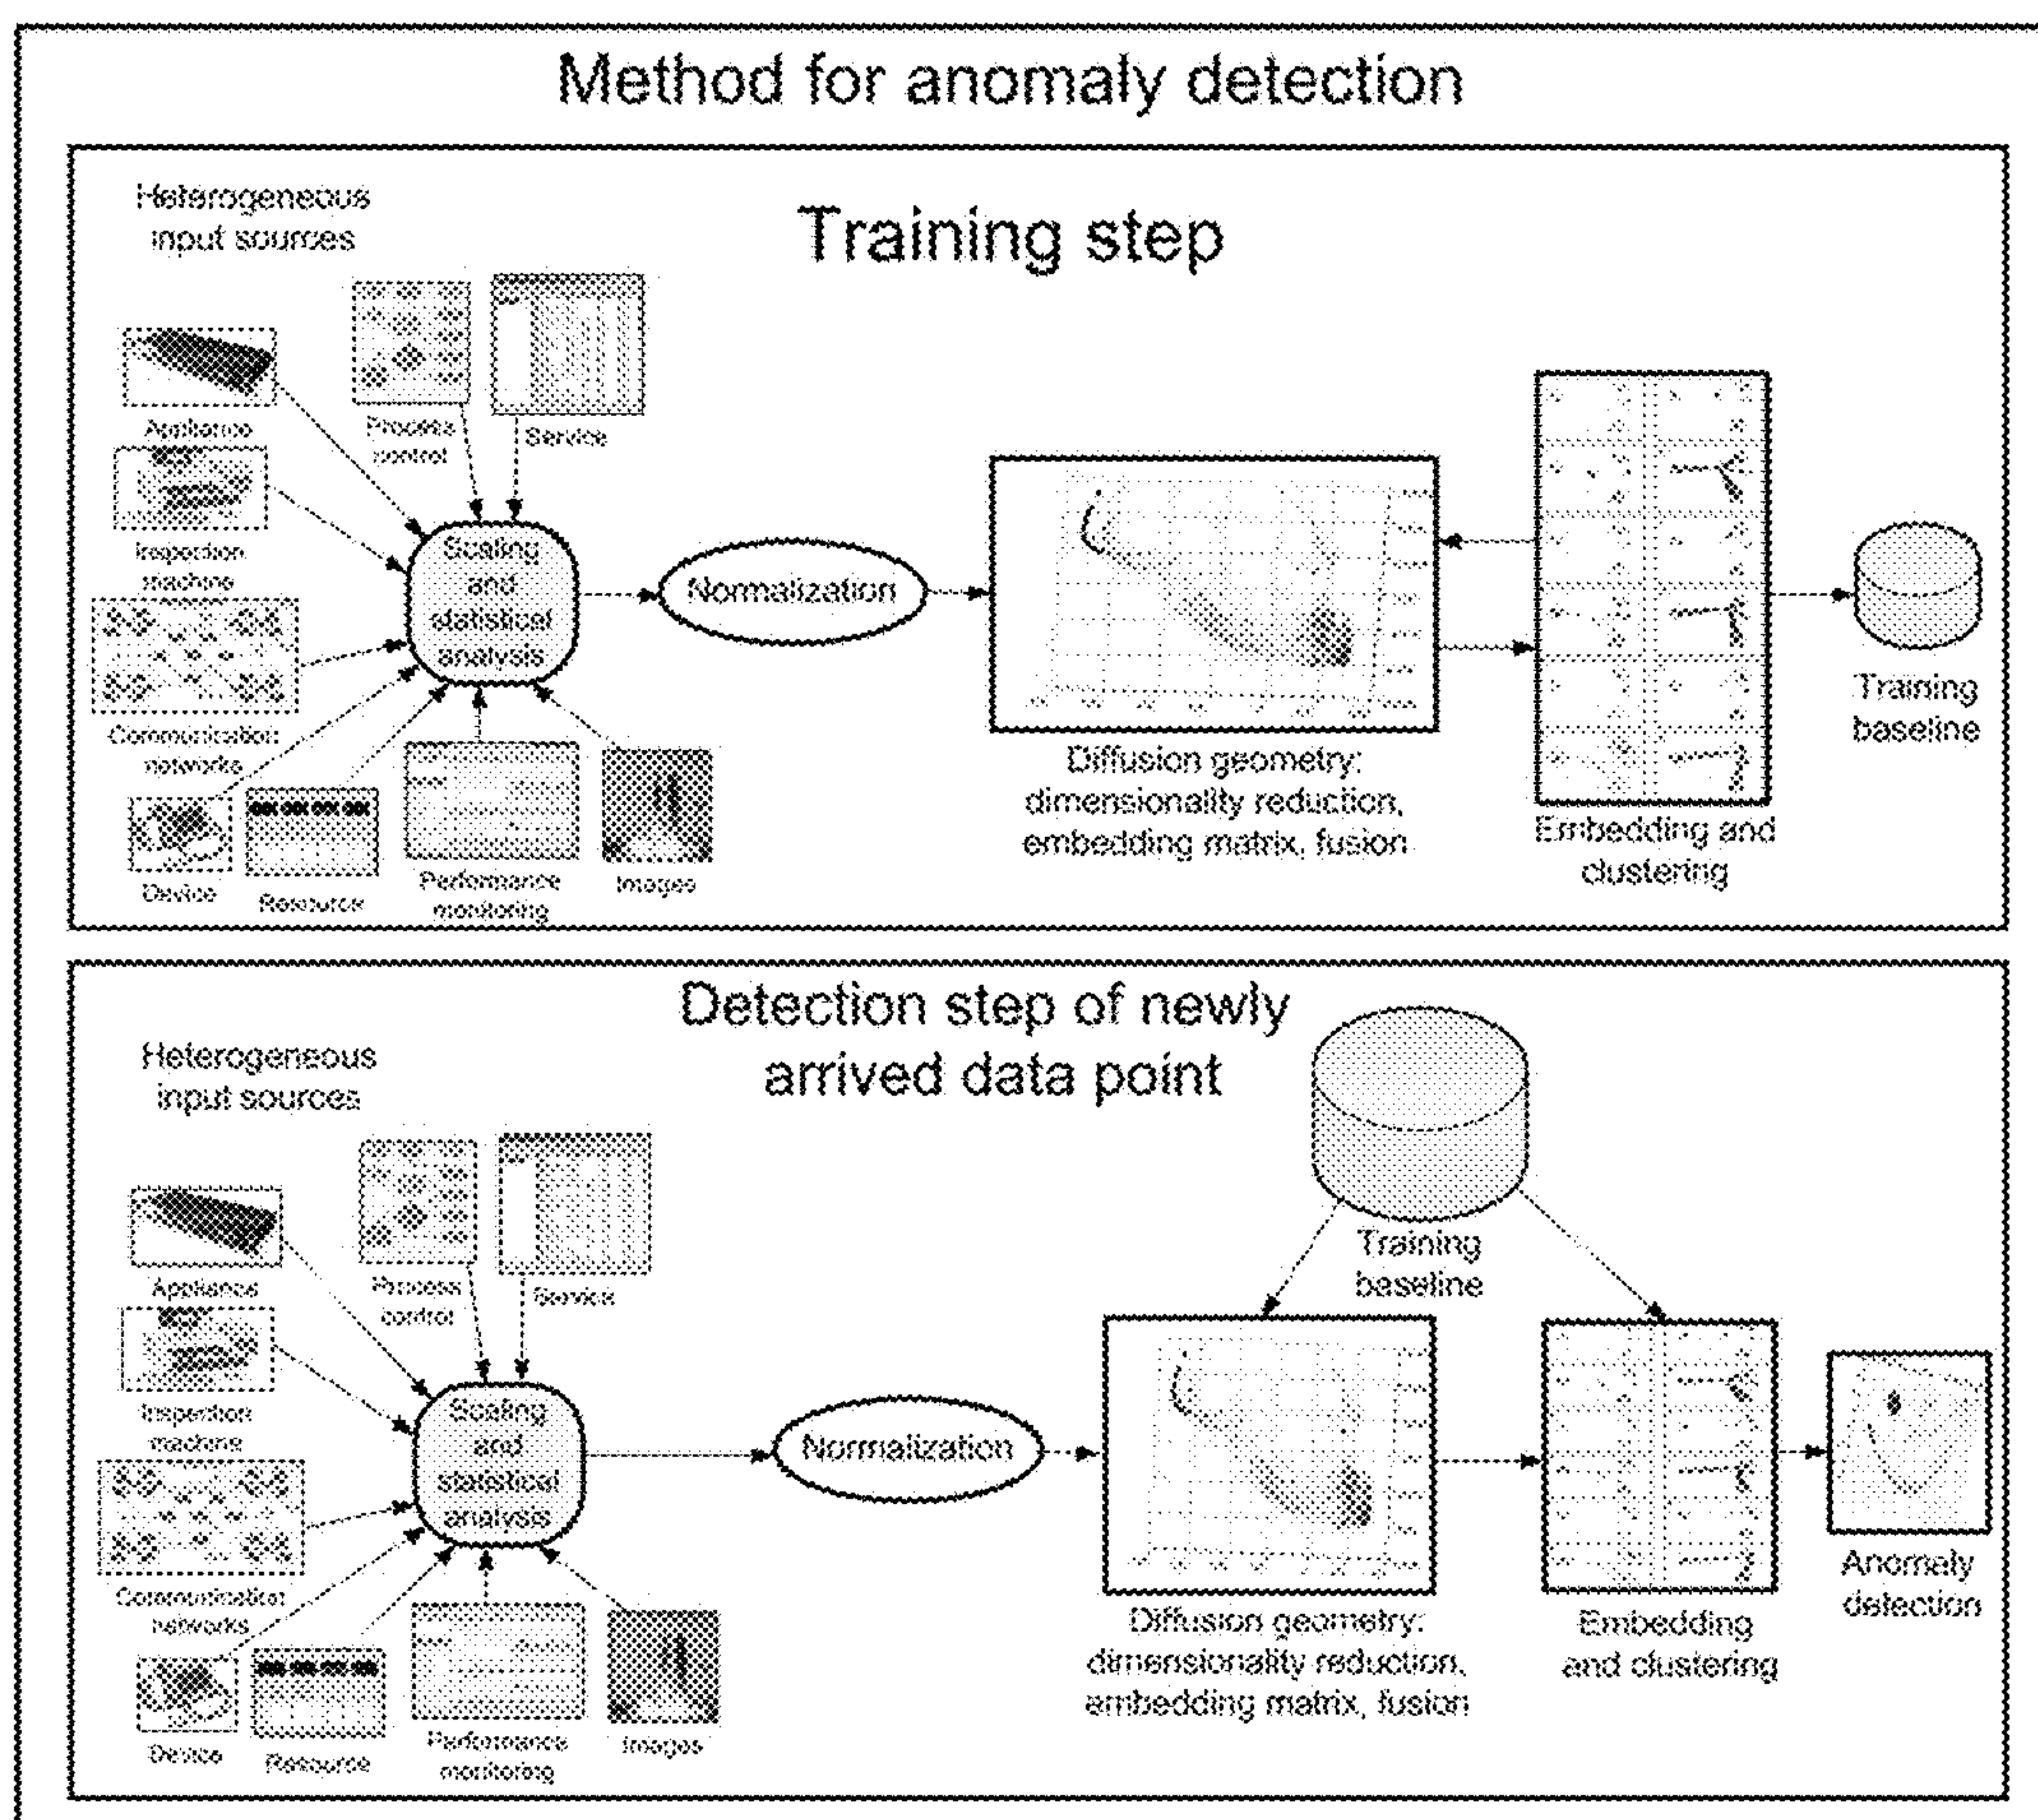 Method for anomaly detection
Training step
Heterogeneous
input sources
Appliance
Process
control
Service
Inspection
machine
Scaling
and
statistical
analysis
Normalization
Communication
networks
Device
Resource
Performance
monitoring
Images
Diffusion geometry:
dimensionality reduction,
embedding matrix, fusion
Embedding and
clustering
Training
baseline
Detection step of newly
arrived data point
Heterogeneous
input sources
Appliance
Process
control
Service
Inspection
machine
Scaling
and
statistical
analysis
Normalization
Communication
networks
Device
Resource
Performance
monitoring
Images
Training
baseline
Diffusion geometry:
dimensionality reduction,
embedding matrix, fusion
Embedding
and clustering
Anomaly
detection